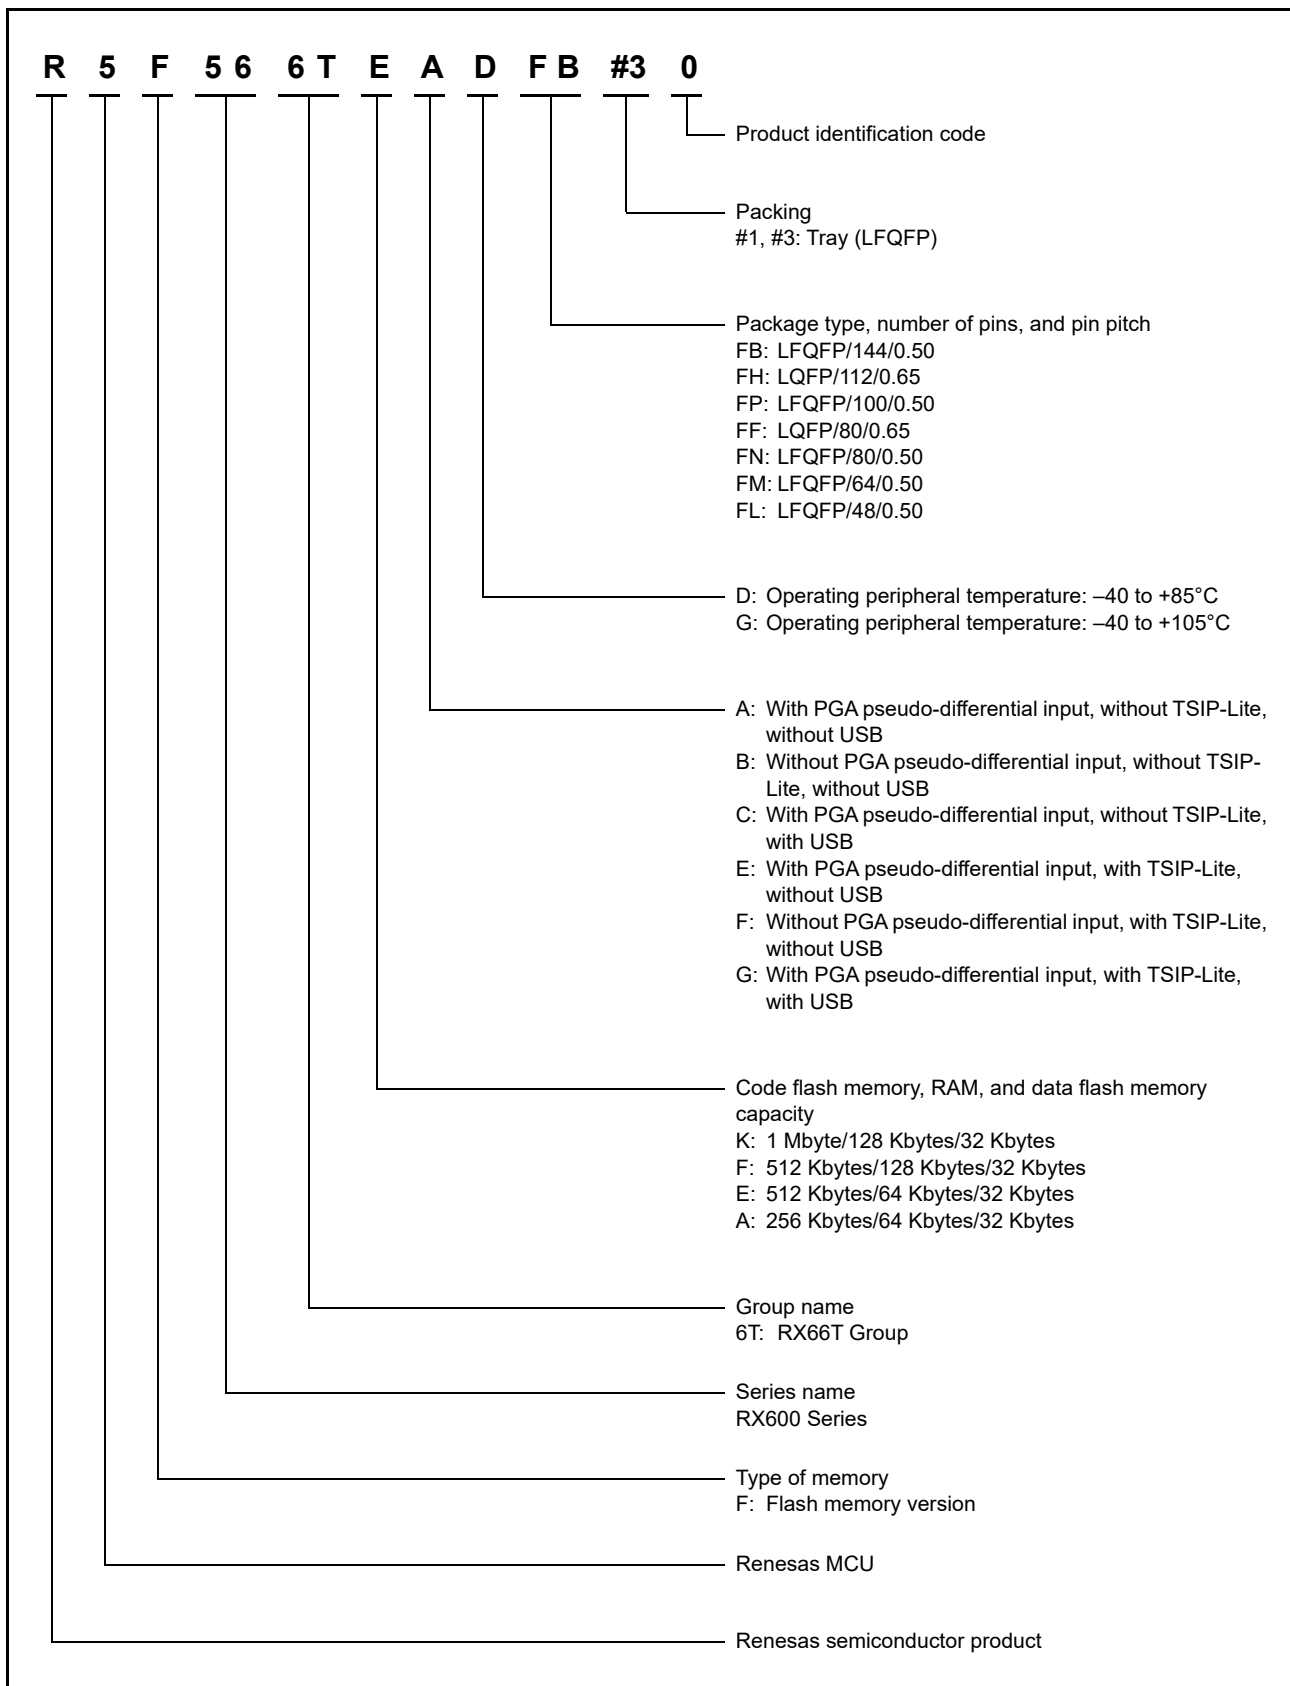 R 5 F 5 6 6 T E A D F B #3 0
Product identification code
Packing
#1, #3: Tray (LFQFP)
Package type, number of pins, and pin pitch
FB: LFQFP/144/0.50
FH: LQFP/112/0.65
FP: LFQFP/100/0.50
FF: LQFP/80/0.65
FN: LFQFP/80/0.50
FM: LFQFP/64/0.50
FL: LFQFP/48/0.50
D: Operating peripheral temperature: –40 to +85°C
G: Operating peripheral temperature: –40 to +105°C
A: With PGA pseudo-differential input, without TSIP-Lite,
without USB
B: Without PGA pseudo-differential input, without TSIP-
Lite, without USB
C: With PGA pseudo-differential input, without TSIP-Lite,
with USB
E: With PGA pseudo-differential input, with TSIP-Lite,
without USB
F: Without PGA pseudo-differential input, with TSIP-Lite,
without USB
G: With PGA pseudo-differential input, with TSIP-Lite,
with USB
Code flash memory, RAM, and data flash memory
capacity
K: 1 Mbyte/128 Kbytes/32 Kbytes
F: 512 Kbytes/128 Kbytes/32 Kbytes
E: 512 Kbytes/64 Kbytes/32 Kbytes
A: 256 Kbytes/64 Kbytes/32 Kbytes
Group name
6T: RX66T Group
Series name
RX600 Series
Type of memory
F: Flash memory version
Renesas MCU
Renesas semiconductor product